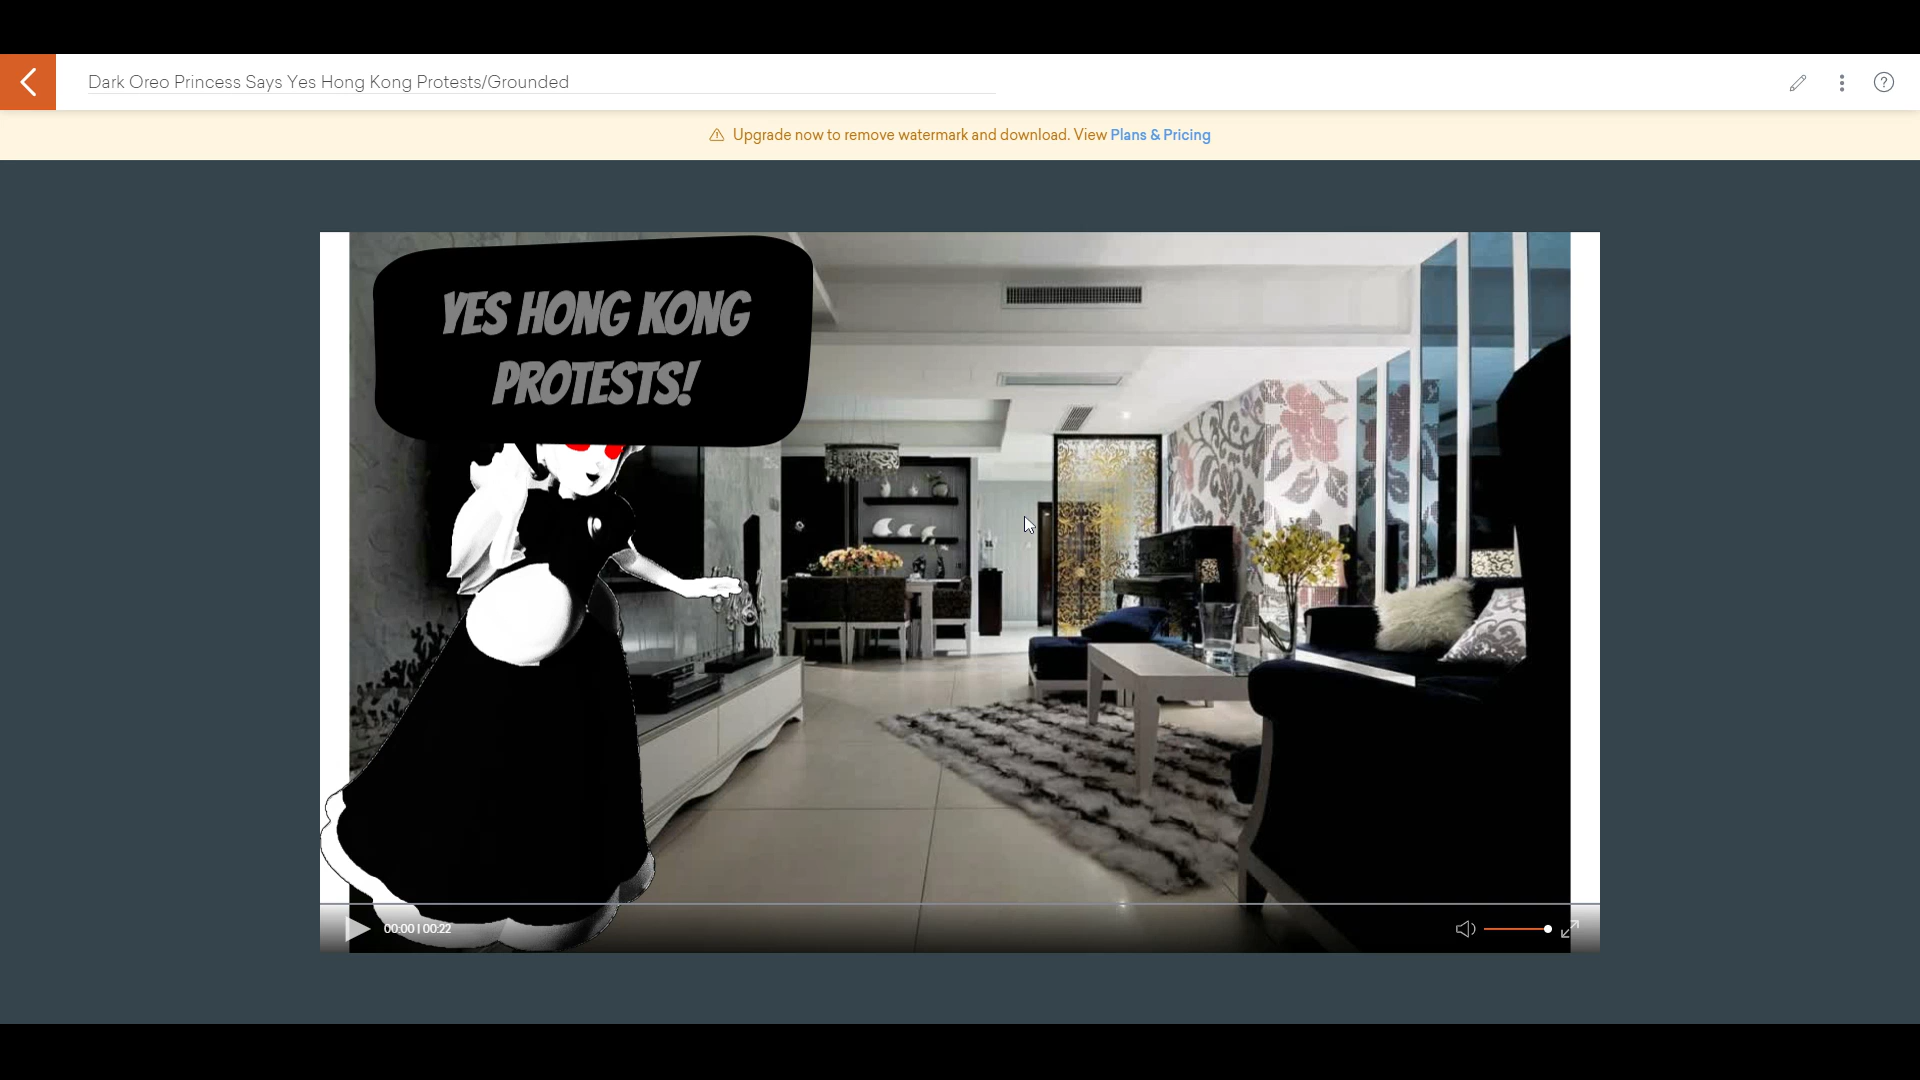 Dark Oreo Princess Says Yes Hong Kong Protests/Grounded
Upgrade now to remove watermark and download. View Plans & Pricing
YES HONG KONG
PROTESTS!
00:00 | 00:22